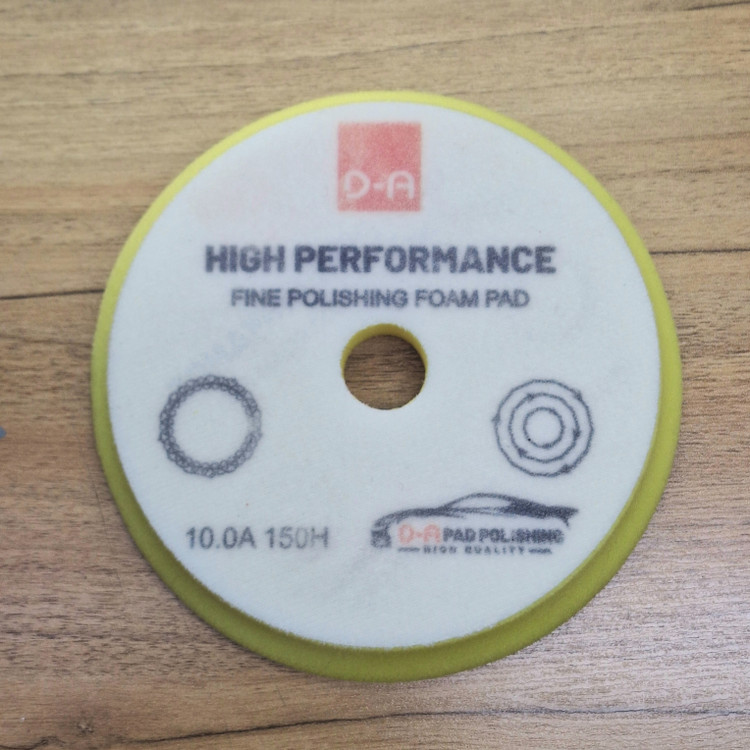 D-A
HIGH PERFORMANCE
FINE POLISHING FOAM PAD
10.0A 150H
D-A PAD POLISHING
HIGH QUALITY